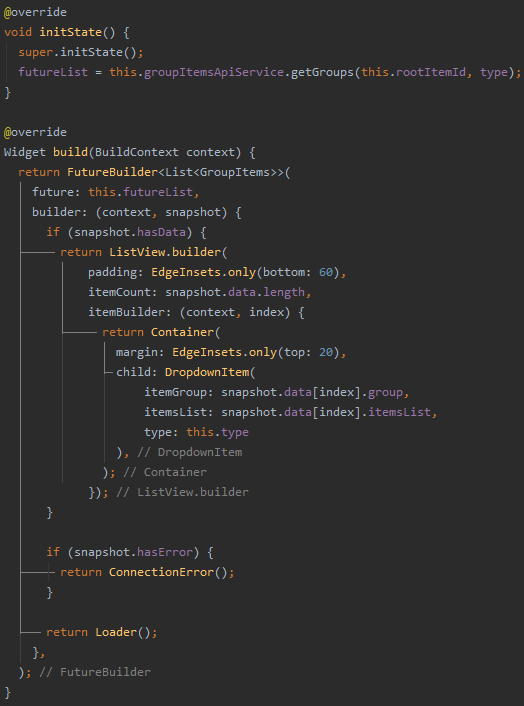 @override
void initState() {
  super.initState();
  futureList = this.groupItemsApiService.getGroups(this.rootItemId, type);
}

@override
Widget build(BuildContext context) {
  return FutureBuilder<List<GroupItems>>(
    future: this.futureList,
    builder: (context, snapshot) {
      if (snapshot.hasData) {
        return ListView.builder(
            padding: EdgeInsets.only(bottom: 60),
            itemCount: snapshot.data.length,
            itemBuilder: (context, index) {
              return Container(
                margin: EdgeInsets.only(top: 20),
                child: DropdownItem(
                    itemGroup: snapshot.data[index].group,
                    itemsList: snapshot.data[index].itemsList,
                    type: this.type
                ), // DropdownItem
              ); // Container
            }); // ListView.builder
      }

      if (snapshot.hasError) {
        return ConnectionError();
      }

      return Loader();
    },
  ); // FutureBuilder
}